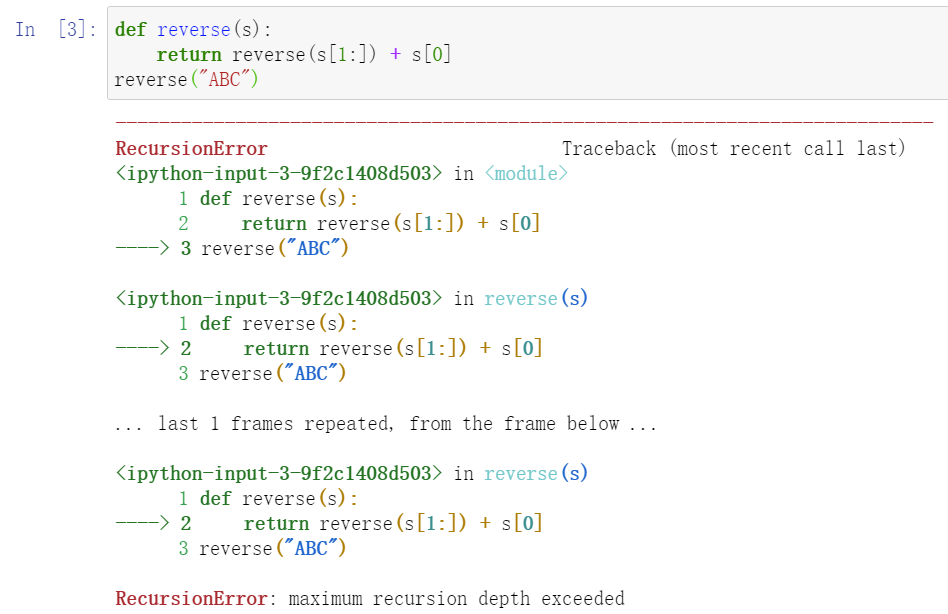 In [3]: def reverse(s):
    return reverse(s[1:]) + s[0]
reverse("ABC")
---------------------------------------------------------------------------
RecursionError                            Traceback (most recent call last)
<ipython-input-3-9f2c1408d503> in <module>
      1 def reverse(s):
      2     return reverse(s[1:]) + s[0]
----> 3 reverse("ABC")
<ipython-input-3-9f2c1408d503> in reverse(s)
      1 def reverse(s):
----> 2     return reverse(s[1:]) + s[0]
      3 reverse("ABC")
... last 1 frames repeated, from the frame below ...
<ipython-input-3-9f2c1408d503> in reverse(s)
      1 def reverse(s):
----> 2     return reverse(s[1:]) + s[0]
      3 reverse("ABC")
RecursionError: maximum recursion depth exceeded